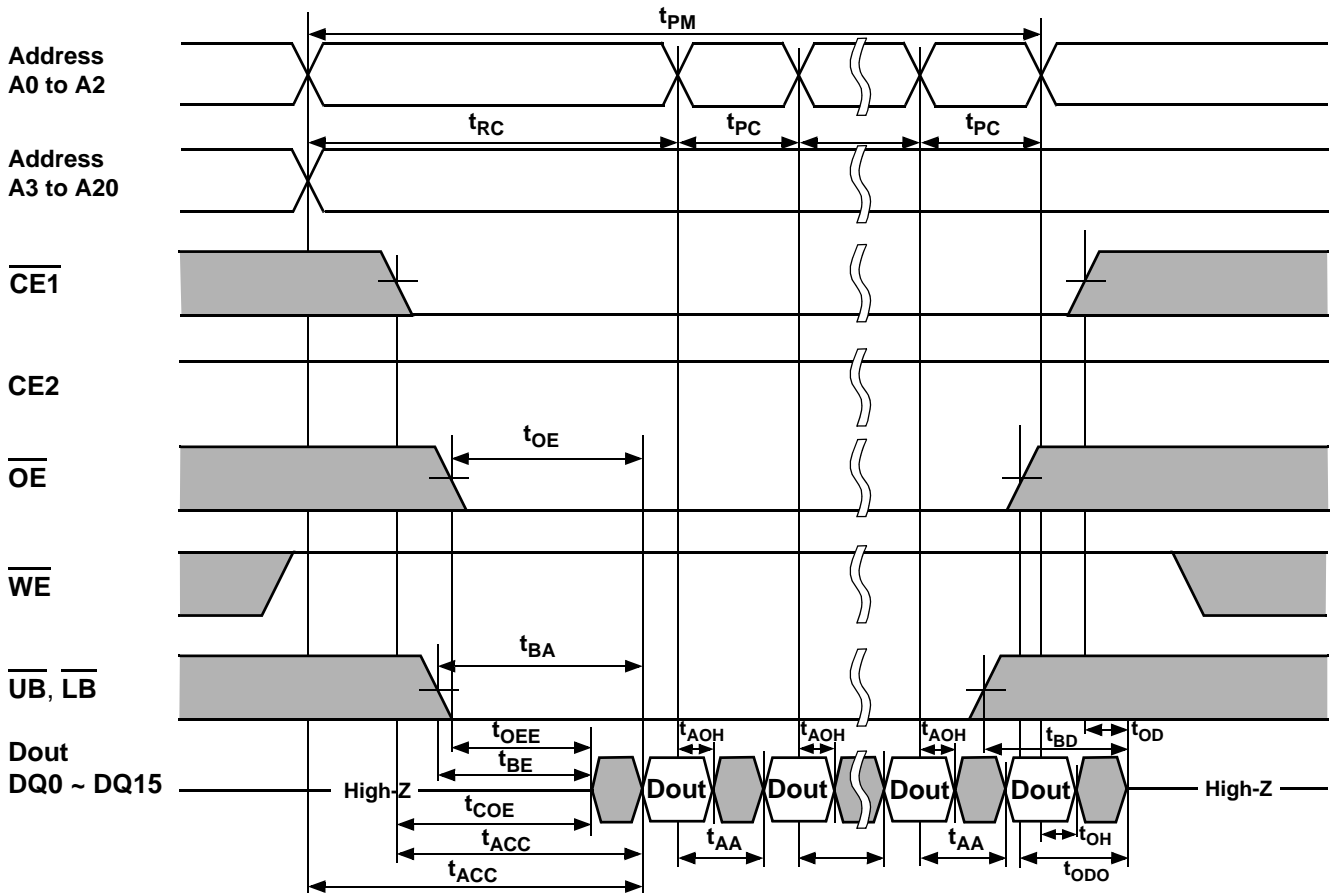 tPM
Address
A0 to A2
tRC
tPC
tPC
Address
A3 to A20
CE1
CE2
tOE
OE
WE
tBA
UB, LB
tOEE
tAOH
tAOH
tAOH
tBD
tOD
Dout
DQ0 ~ DQ15
tBE
High-Z
Dout
Dout
Dout
Dout
High-Z
tCOE
tACC
tAA
tAA
tOH
tACC
tODO